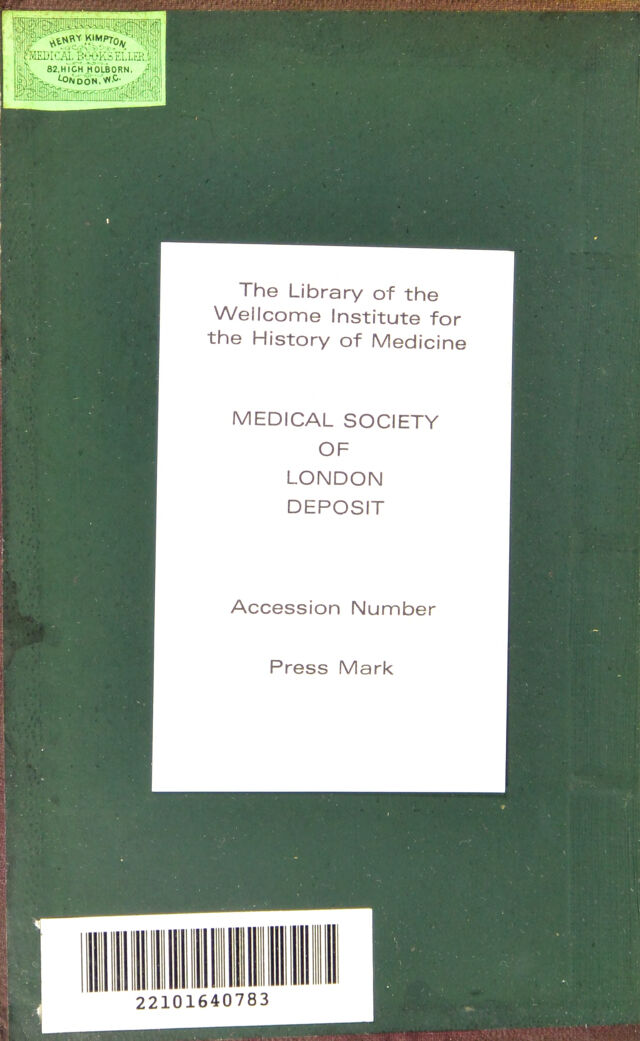 HENRY KIMPTON,
MEDICAL BOOKSELLER
82, HIGH HOLBORN,
LONDON, W.C.
The Library of the
Wellcome Institute for
the History of Medicine
MEDICAL SOCIETY
OF
LONDON
DEPOSIT
Accession Number
Press Mark
22101640783